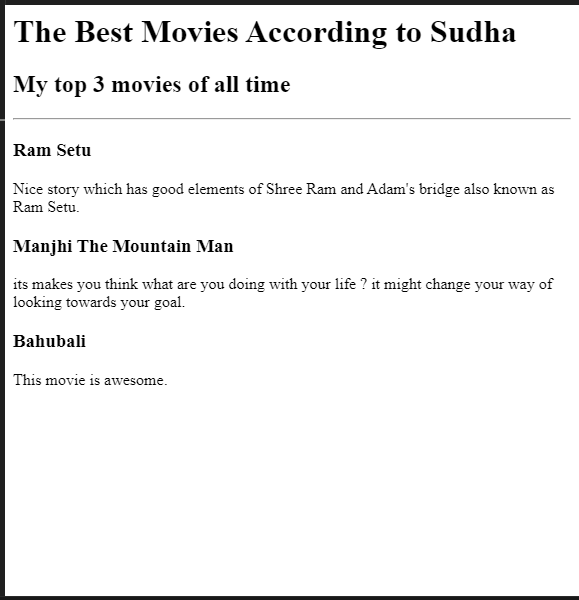 The Best Movies According to Sudha
My top 3 movies of all time
Ram Setu
Nice story which has good elements of Shree Ram and Adam's bridge also known as
Ram Setu.
Manjhi The Mountain Man
its makes you think what are you doing with your life ? it might change your way of
looking towards your goal.
Bahubali
This movie is awesome.